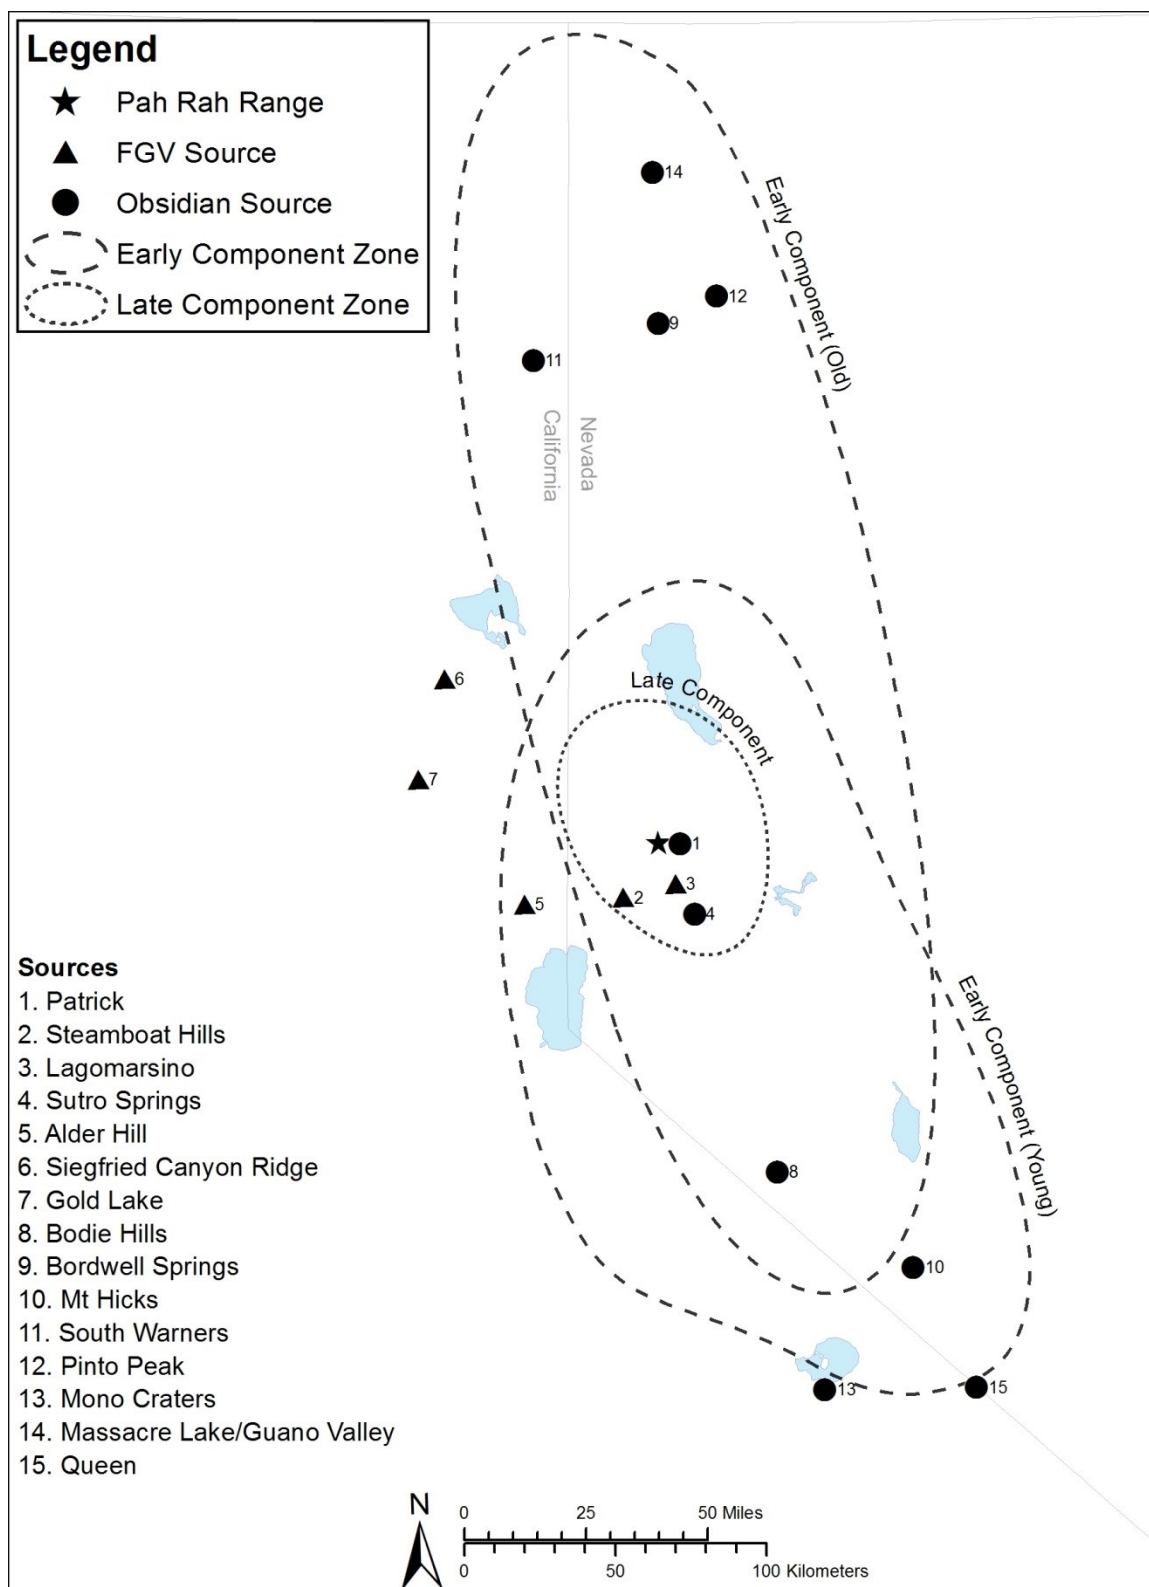 Legend
Pah Rah Range
FGV Source
Obsidian Source
Early Component Zone
Late Component Zone
14
12
9
11
Early Component (Old)
California
Nevada
6
Late Component
7
1
3
2
5
4
Early Component (Young)
8
10
13
15
Sources
1. Patrick
2. Steamboat Hills
3. Lagomarsino
4. Sutro Springs
5. Alder Hill
6. Siegfried Canyon Ridge
7. Gold Lake
8. Bodie Hills
9. Bordwell Springs
10. Mt Hicks
11. South Warners
12. Pinto Peak
13. Mono Craters
14. Massacre Lake/Guano Valley
15. Queen
N
0 25 50 Miles
0 50 100 Kilometers